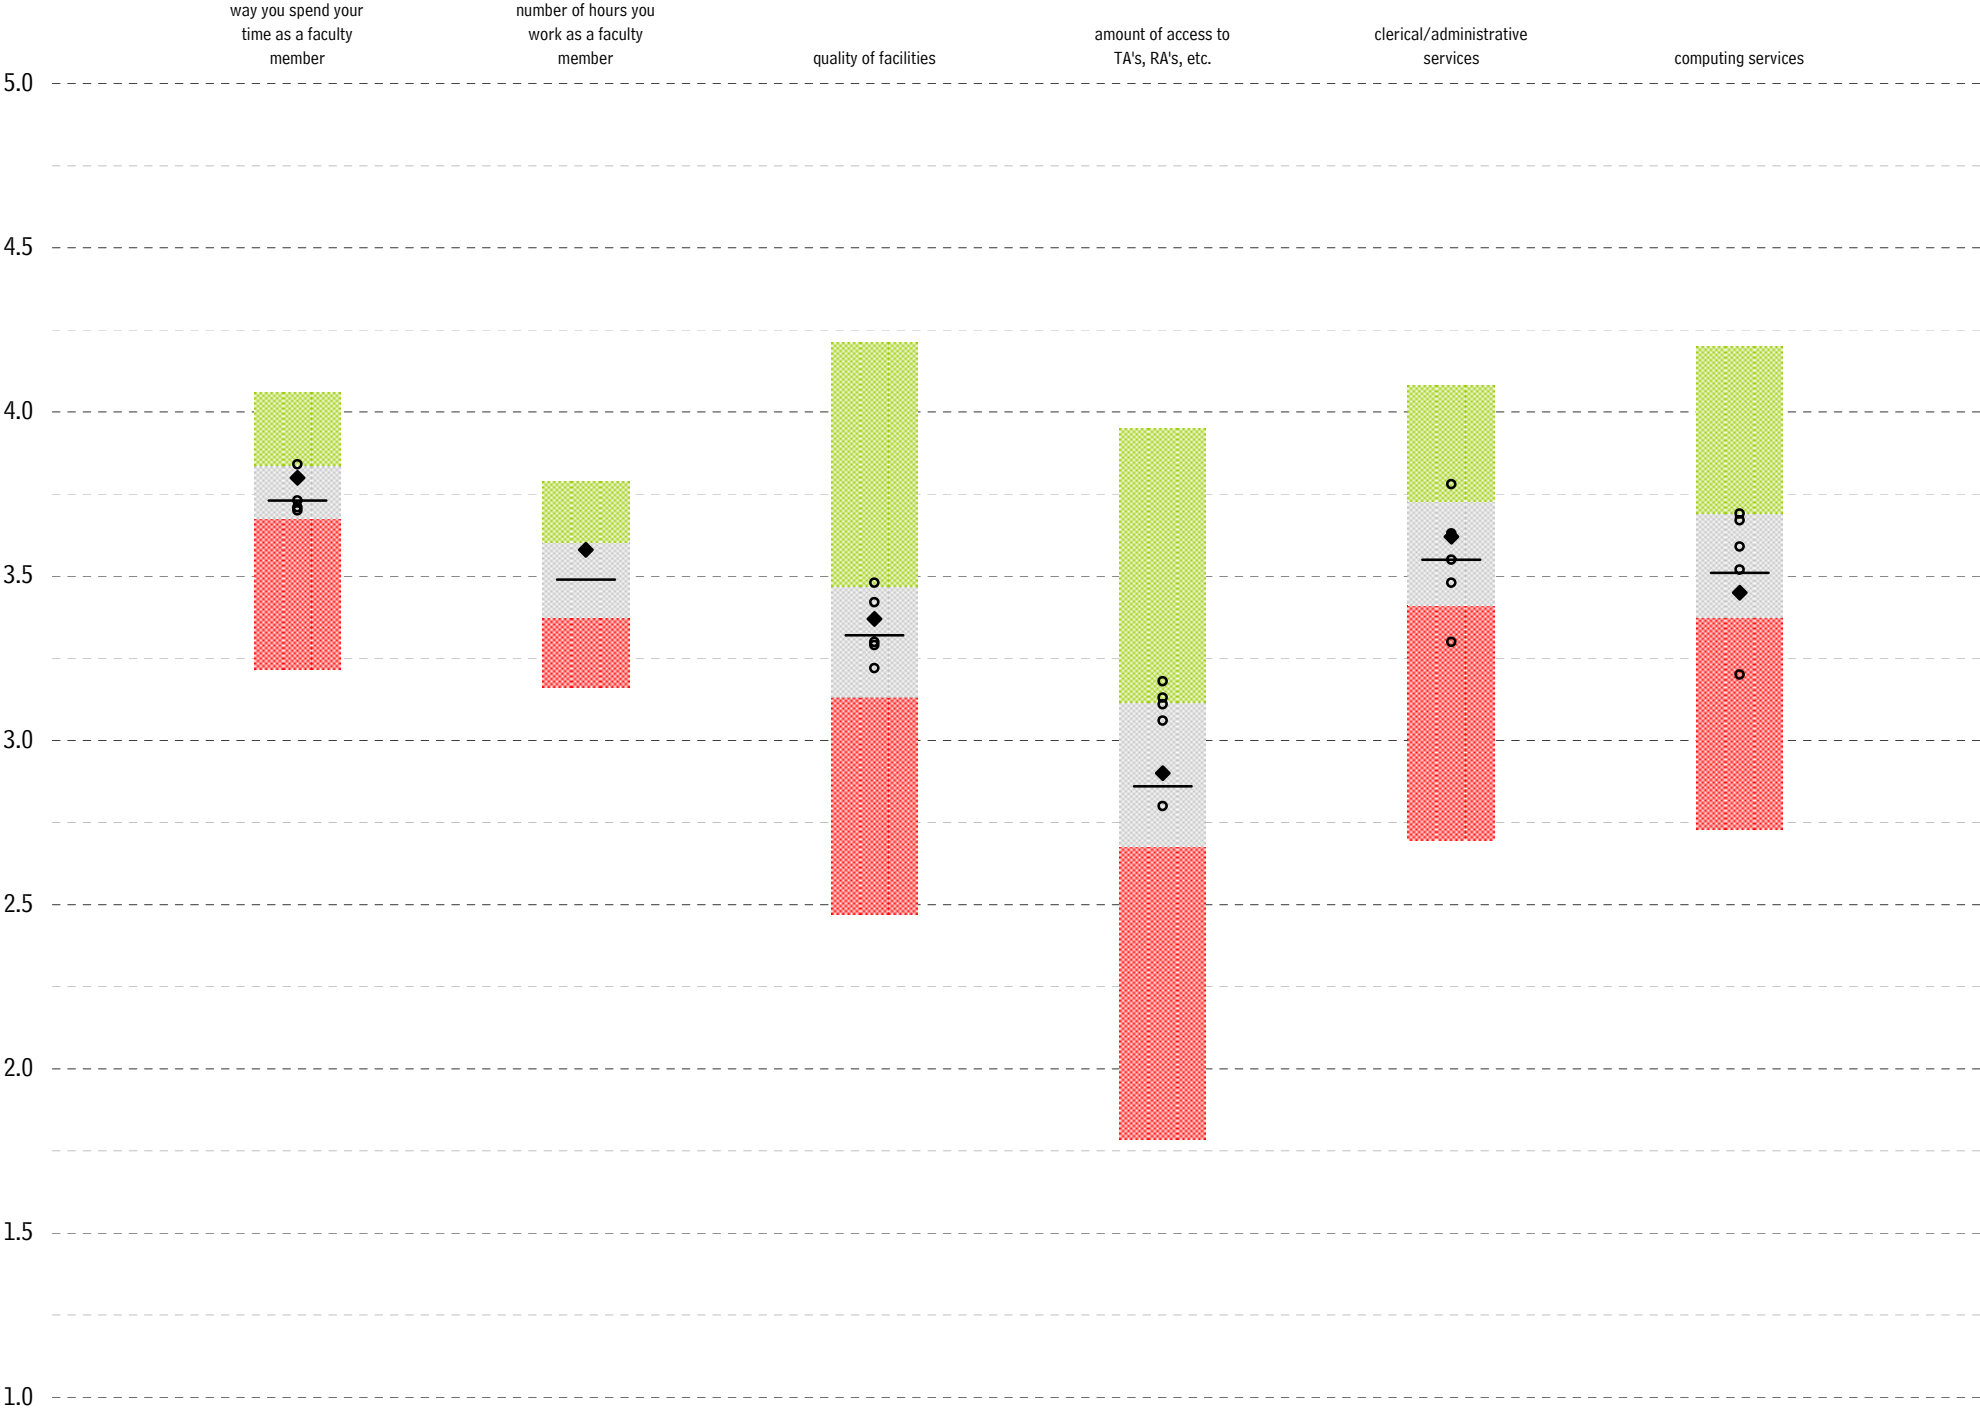 way you spend your
time as a faculty
member
number of hours you
work as a faculty
member
quality of facilities
amount of access to
TA's, RA's, etc.
clerical/administrative
services
computing services
5.0
4.5
4.0
3.5
3.0
2.5
2.0
1.5
1.0